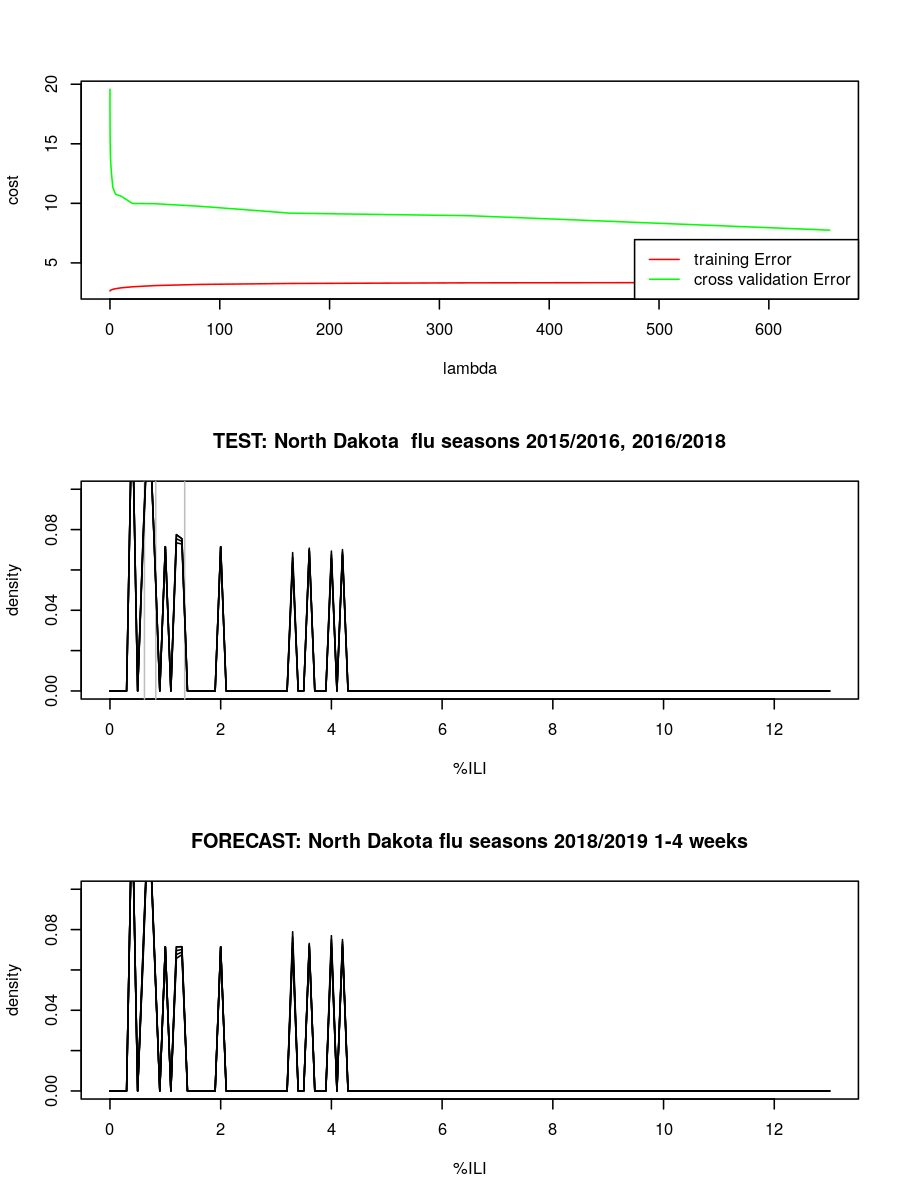 20
15
10
5
cost
training Error
cross validation Error
0 100 200 300 400 500 600
lambda
TEST: North Dakota  flu seasons 2015/2016, 2016/2018
0.08
0.04
0.00
density
0 2 4 6 8 10 12
%ILI
FORECAST: North Dakota flu seasons 2018/2019 1-4 weeks
0.08
0.04
0.00
density
0 2 4 6 8 10 12
%ILI